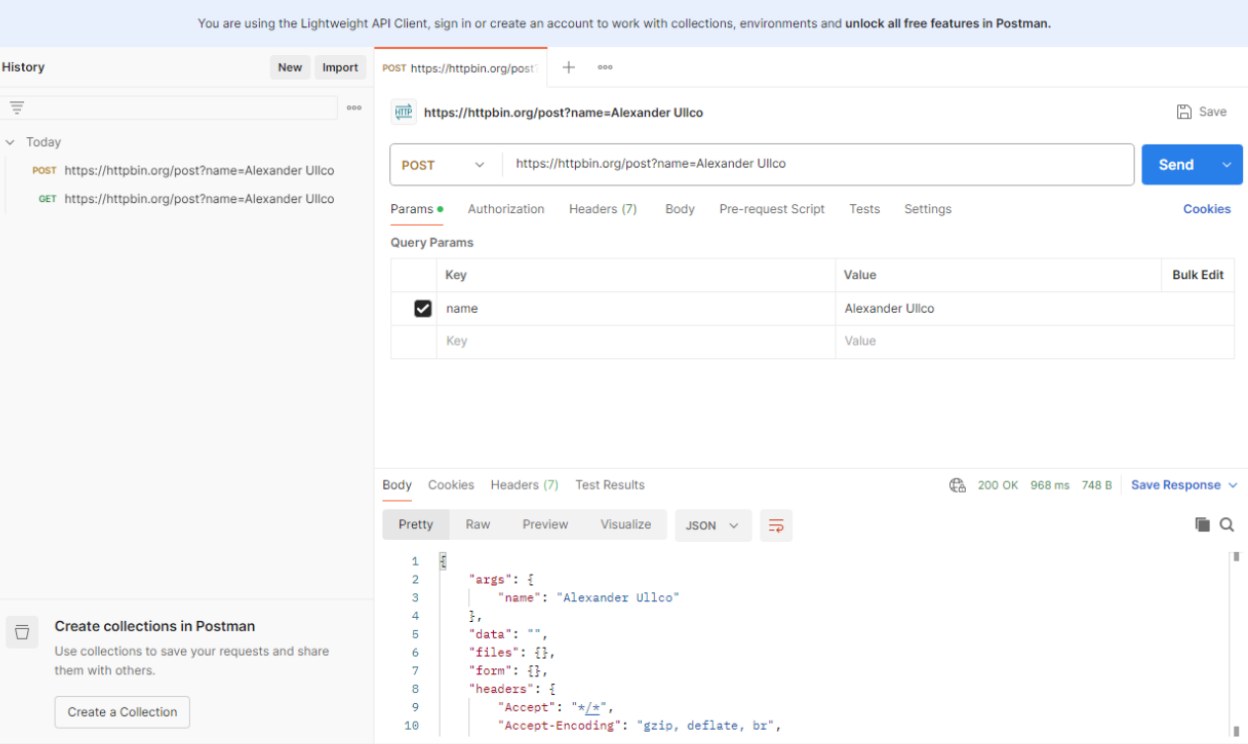 You are using the Lightweight API Client, sign in or create an account to work with collections, environments and unlock all free features in Postman.
History
New
Import
POST https://httpbin.org/post?
Today
POST https://httpbin.org/post?name=Alexander Ullco
GET https://httpbin.org/post?name=Alexander Ullco
Create collections in Postman
Use collections to save your requests and share
them with others.
Create a Collection
HTTP https://httpbin.org/post?name=Alexander Ullco
Save
POST https://httpbin.org/post?name=Alexander Ullco
Send
Params Authorization Headers (7) Body Pre-request Script Tests Settings Cookies
Query Params
Key Value Bulk Edit
name Alexander Ullco
Key Value
Body Cookies Headers (7) Test Results 200 OK 968 ms 748 B Save Response
Pretty Raw Preview Visualize JSON
1 {
2 "args": {
3 "name": "Alexander Ullco"
4 },
5 "data": "",
6 "files": {},
7 "form": {},
8 "headers": {
9 "Accept": "*/*",
10 "Accept-Encoding": "gzip, deflate, br",